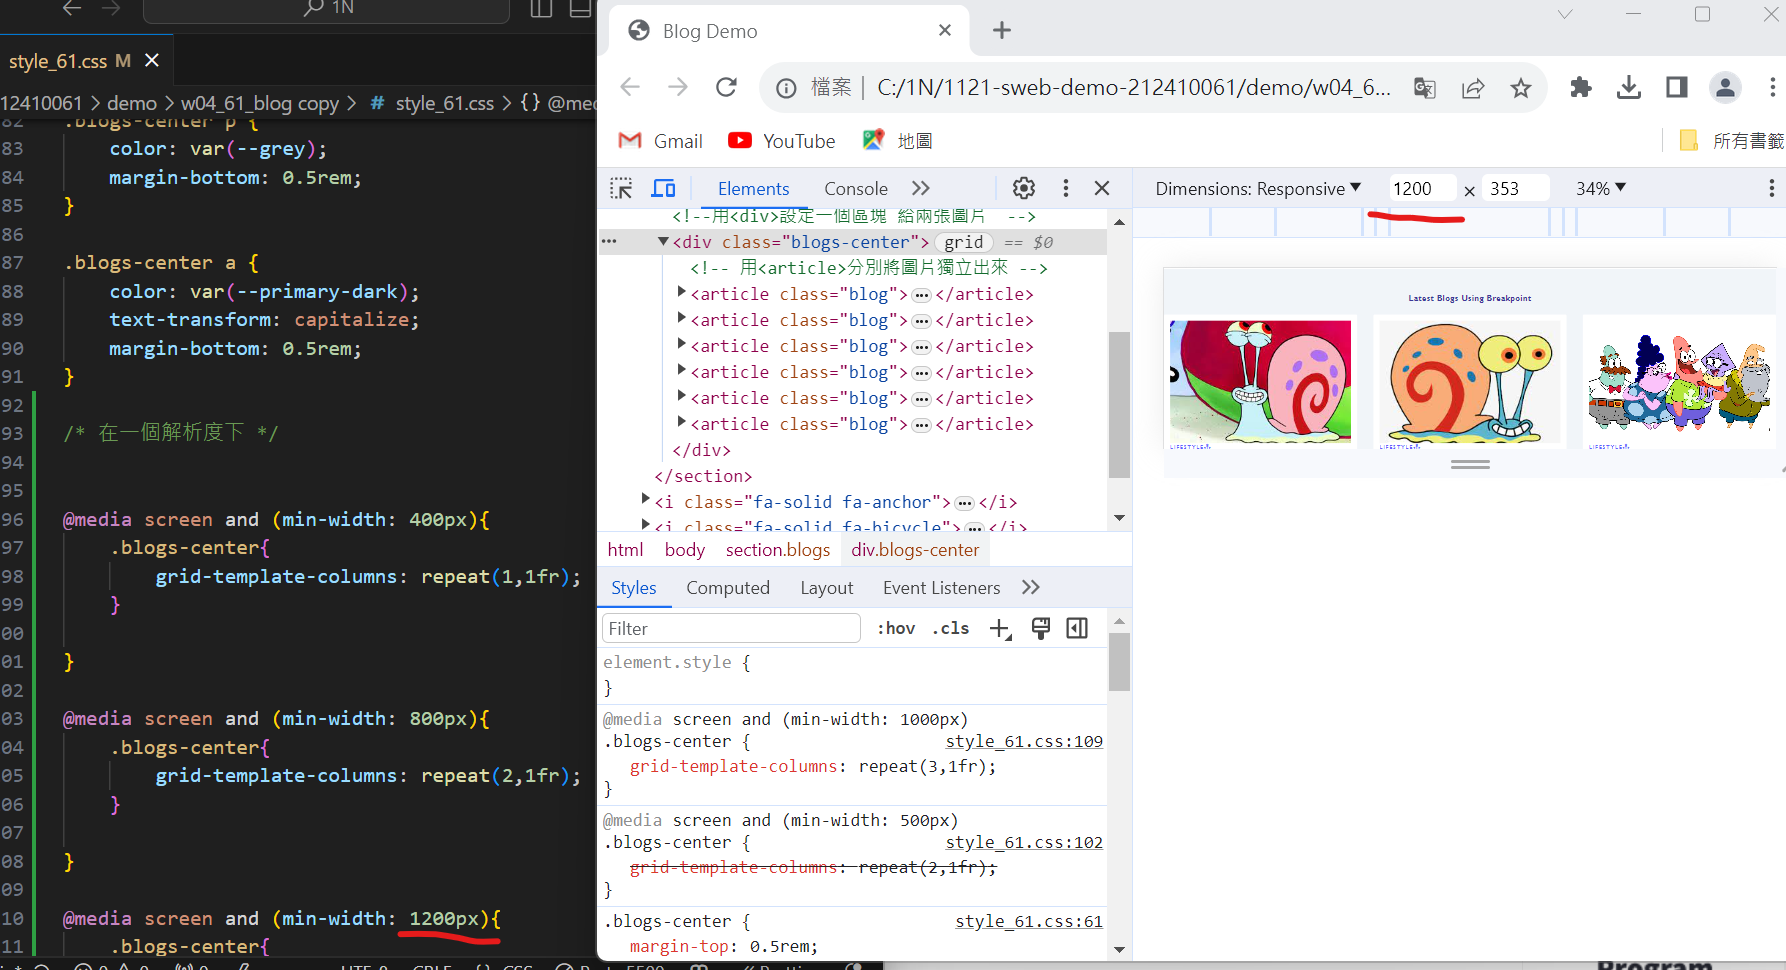 1N
style_61.css M
12410061 > demo > w04_61_blog copy > # style_61.css > {} @med
82 .blogs-center p {
83 color: var(--grey);
84 margin-bottom: 0.5rem;
85 }
86
87 .blogs-center a {
88 color: var(--primary-dark);
89 text-transform: capitalize;
90 margin-bottom: 0.5rem;
91 }
92
93 /* 在一個解析度下 */
94
95
96 @media screen and (min-width: 400px){
97 .blogs-center{
98 grid-template-columns: repeat(1,1fr);
99 }
00
01 }
02
03 @media screen and (min-width: 800px){
04 .blogs-center{
05 grid-template-columns: repeat(2,1fr);
06 }
07
08 }
09
10 @media screen and (min-width: 1200px){
11 .blogs-center{
Blog Demo
檔案 | C:/1N/1121-sweb-demo-212410061/demo/w04_6...
Gmail YouTube 地圖 所有書籤
Elements Console
<!--用<div>設定一個區塊 給兩張圖片 -->
<div class="blogs-center"> grid == $0
<!-- 用<article>分別將圖片獨立出來 -->
<article class="blog">…</article>
<article class="blog">…</article>
<article class="blog">…</article>
<article class="blog">…</article>
<article class="blog">…</article>
<article class="blog">…</article>
</div>
</section>
<i class="fa-solid fa-anchor">…</i>
<i class="fa-solid fa-bicycle">…</i>
html body section.blogs div.blogs-center
Styles Computed Layout Event Listeners
Filter :hov .cls
element.style {
}
@media screen and (min-width: 1000px)
.blogs-center { style_61.css:109
grid-template-columns: repeat(3,1fr);
}
@media screen and (min-width: 500px)
.blogs-center { style_61.css:102
grid-template-columns: repeat(2,1fr);
}
.blogs-center { style_61.css:61
margin-top: 0.5rem;
Dimensions: Responsive 1200 × 353 34%
Latest Blogs Using Breakpoint
LIFESTYLE LIFESTYLE LIFESTYLE
Program